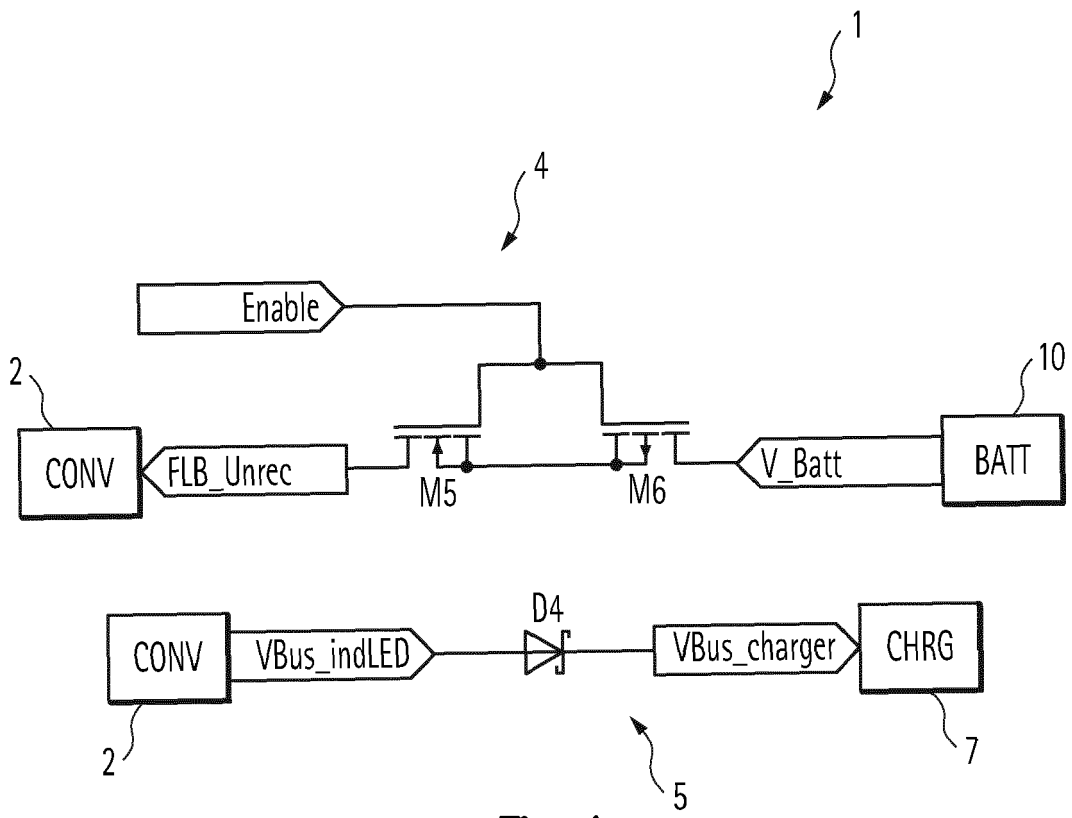 1
4
Enable
2
10
CONV
FLB_Unrec
V_Batt
BATT
M5
M6
D4
CONV
VBus_indLED
VBus_charger
CHRG
2
7
5